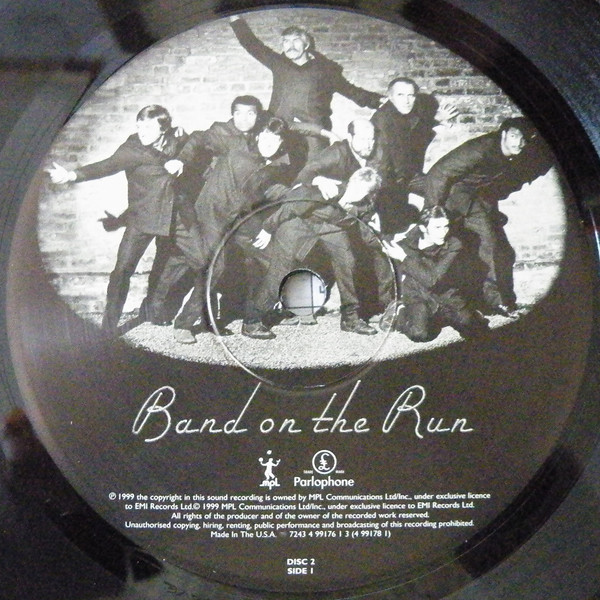 Band on the Run
mpl
£
TRADE MARK
Parlophone
℗ 1999 the copyright in this sound recording is owned by MPL Communications Ltd/Inc., under exclusive licence
to EMI Records Ltd.© 1999 MPL Communications Ltd/Inc., under exclusive licence to EMI Records Ltd.
All rights of the producer and of the owner of the recorded work reserved.
Unauthorised copying, hiring, renting, public performance and broadcasting of this recording prohibited.
Made In The U.S.A. 7243 4 99176 1 3 (4 99178 1)
DISC 2
SIDE 1